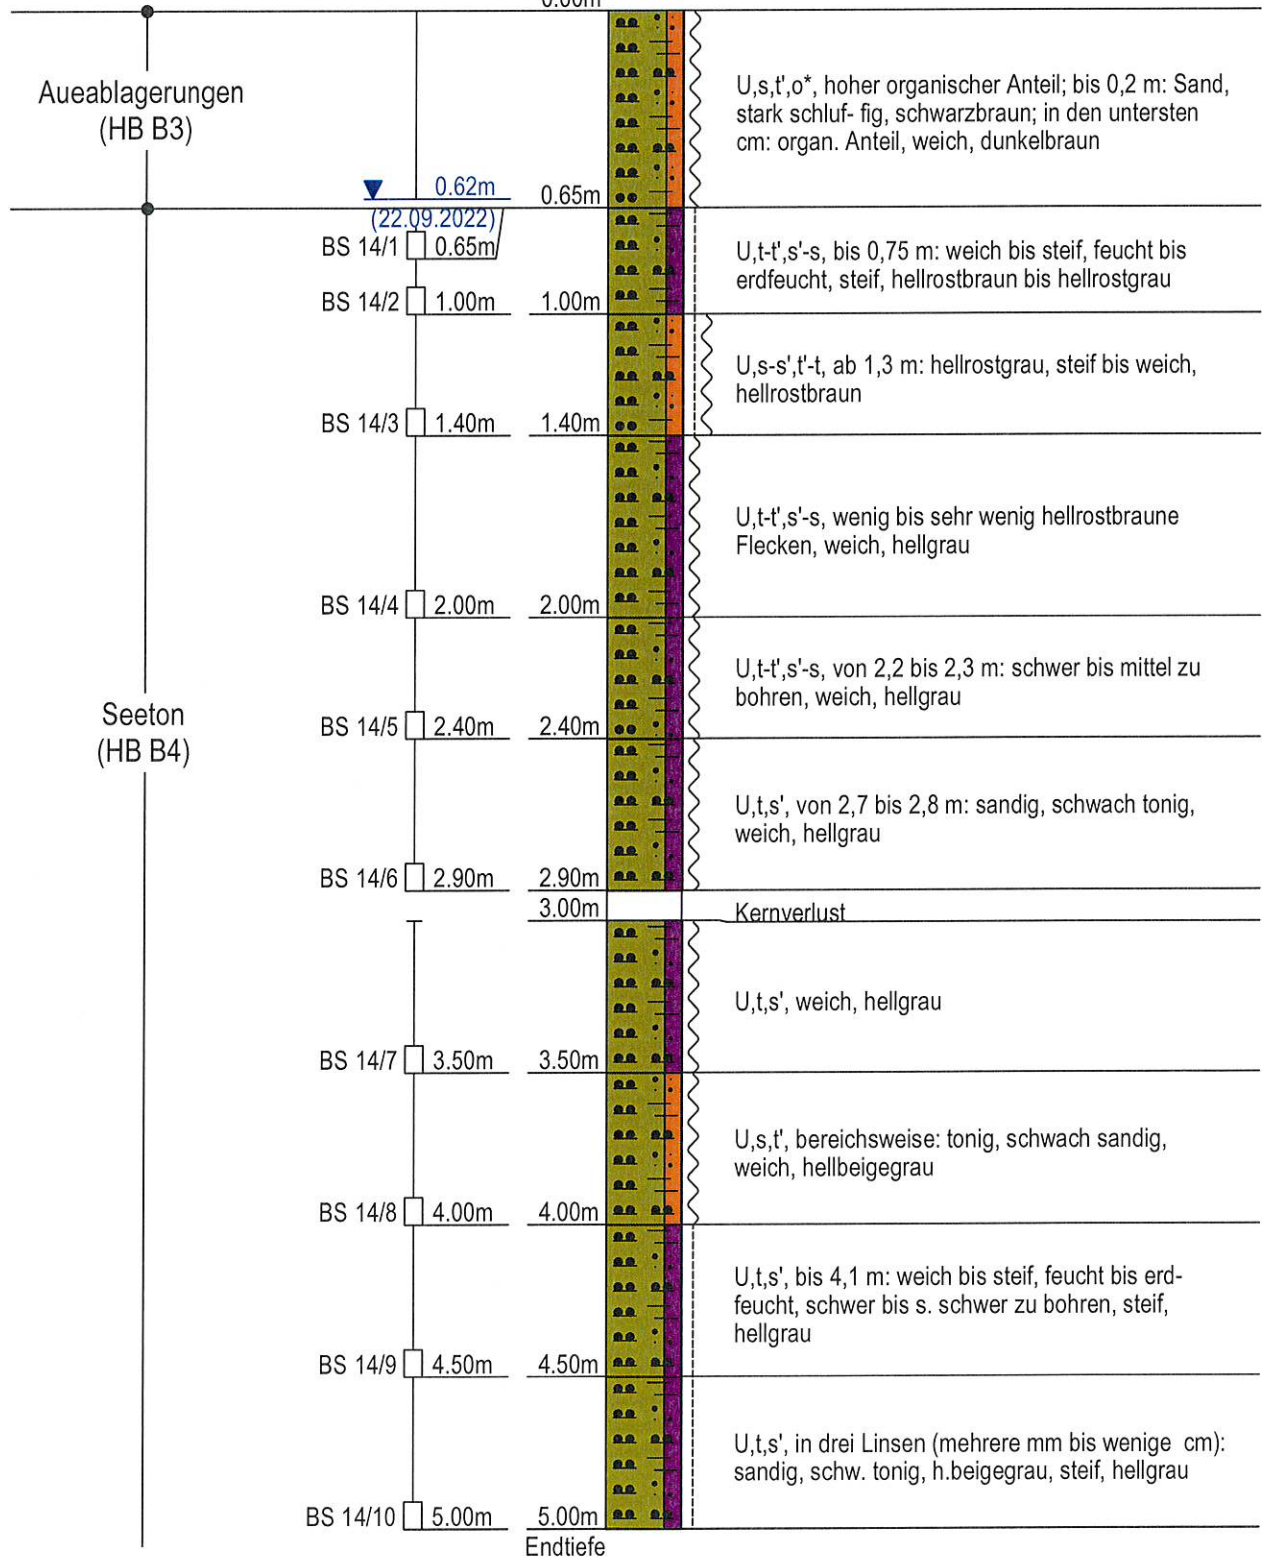 0.00m
Aueablagerungen
(HB B3)
U,s,t',o*, hoher organischer Anteil; bis 0,2 m: Sand,
stark schluf- fig, schwarzbraun; in den untersten
cm: organ. Anteil, weich, dunkelbraun
0.62m
0.65m
(22.09.2022)
BS 14/1 0.65m
U,t-t',s'-s, bis 0,75 m: weich bis steif, feucht bis
erdfeucht, steif, hellrostbraun bis hellrostgrau
BS 14/2 1.00m 1.00m
U,s-s',t'-t, ab 1,3 m: hellrostgrau, steif bis weich,
hellrostbraun
BS 14/3 1.40m 1.40m
U,t-t',s'-s, wenig bis sehr wenig hellrostbraune
Flecken, weich, hellgrau
BS 14/4 2.00m 2.00m
U,t-t',s'-s, von 2,2 bis 2,3 m: schwer bis mittel zu
bohren, weich, hellgrau
Seeton
(HB B4)
BS 14/5 2.40m 2.40m
U,t,s', von 2,7 bis 2,8 m: sandig, schwach tonig,
weich, hellgrau
BS 14/6 2.90m 2.90m
3.00m Kernverlust
U,t,s', weich, hellgrau
BS 14/7 3.50m 3.50m
U,s,t', bereichsweise: tonig, schwach sandig,
weich, hellbeigegrau
BS 14/8 4.00m 4.00m
U,t,s', bis 4,1 m: weich bis steif, feucht bis erd-
feucht, schwer bis s. schwer zu bohren, steif,
hellgrau
BS 14/9 4.50m 4.50m
U,t,s', in drei Linsen (mehrere mm bis wenige cm):
sandig, schw. tonig, h.beigegrau, steif, hellgrau
BS 14/10 5.00m 5.00m
Endtiefe